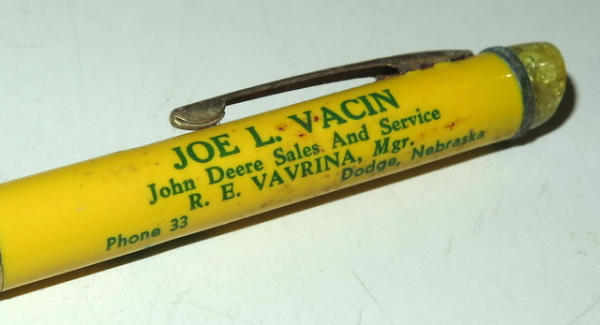 JOE L. VACIN
John Deere Sales And Service
R. E. VAVRINA, Mgr.
Phone 33 Dodge, Nebraska